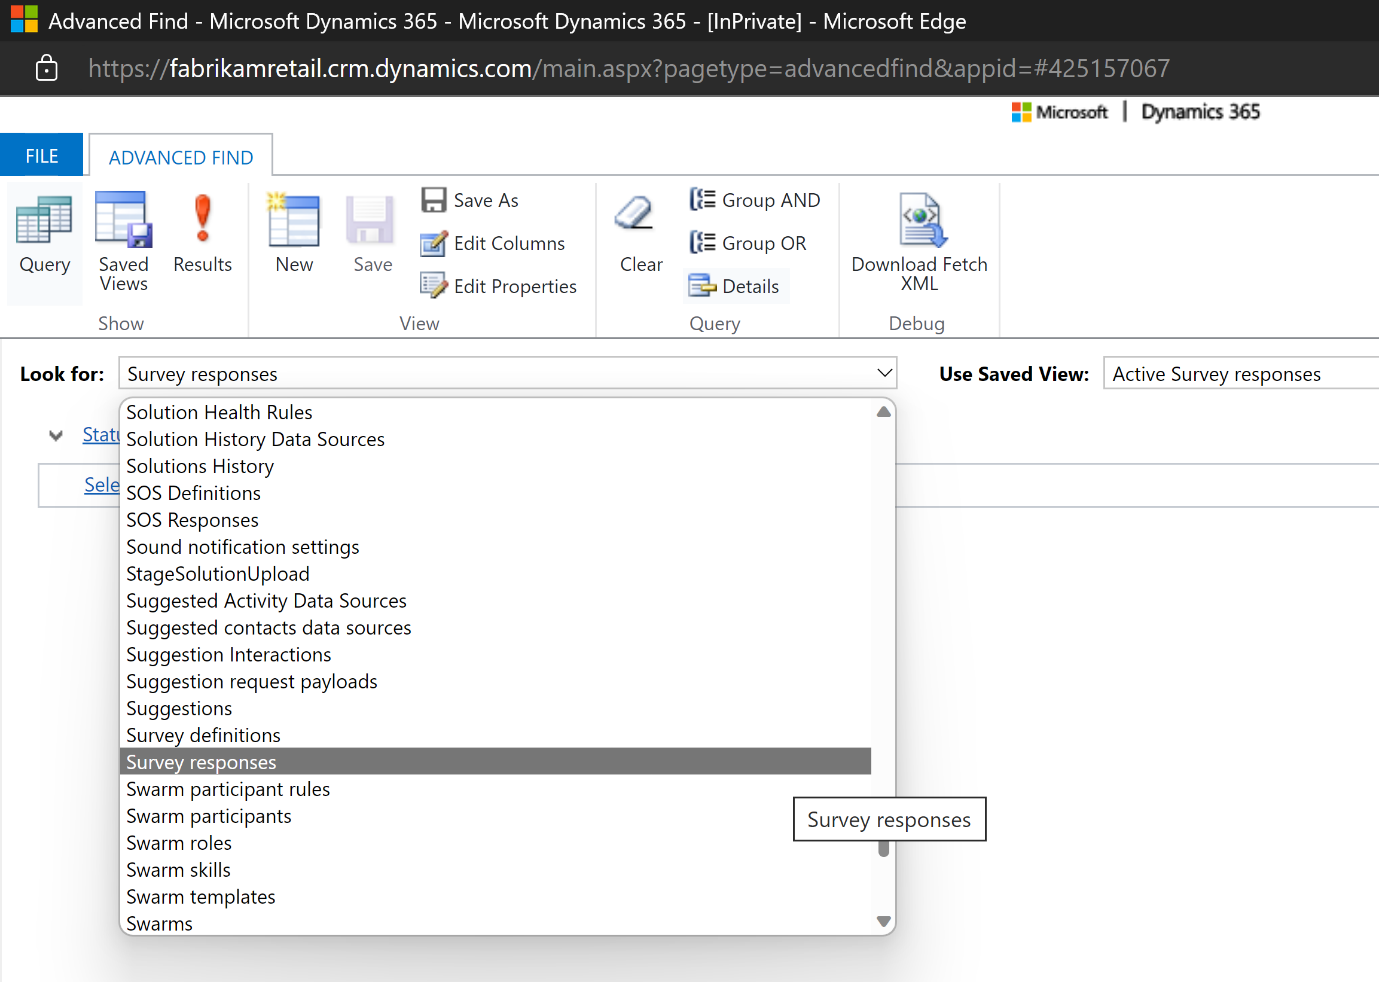 Advanced Find - Microsoft Dynamics 365 - Microsoft Dynamics 365 - [InPrivate] - Microsoft Edge
https://fabrikamretail.crm.dynamics.com/main.aspx?pagetype=advancedfind&appid=#425157067
Microsoft | Dynamics 365
FILE ADVANCED FIND
Query
Saved Views
Results
Show
New
Save
Save As
Edit Columns
Edit Properties
View
Clear
Group AND
Group OR
Details
Query
Download Fetch XML
Debug
Look for: Survey responses Use Saved View: Active Survey responses
Statu
Sele
Solution Health Rules
Solution History Data Sources
Solutions History
SOS Definitions
SOS Responses
Sound notification settings
StageSolutionUpload
Suggested Activity Data Sources
Suggested contacts data sources
Suggestion Interactions
Suggestion request payloads
Suggestions
Survey definitions
Survey responses
Swarm participant rules
Swarm participants
Swarm roles
Swarm skills
Swarm templates
Swarms
Survey responses